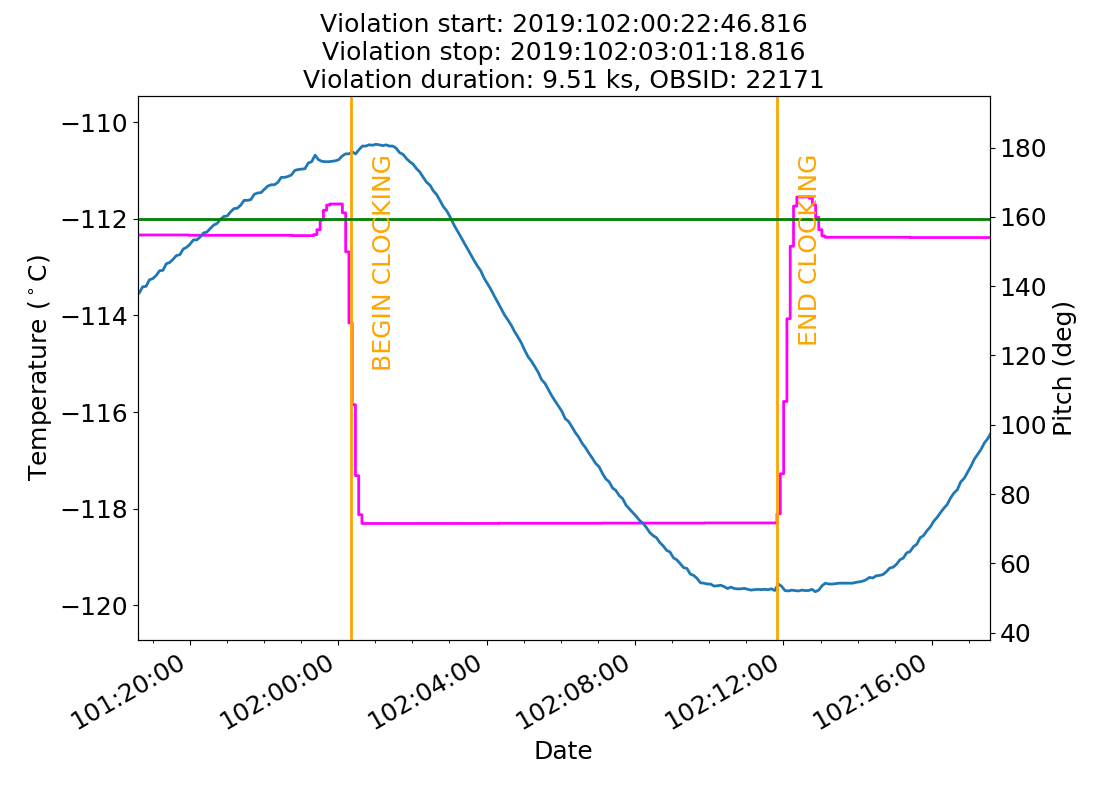 Violation start: 2019:102:00:22:46.816
Violation stop: 2019:102:03:01:18.816
Violation duration: 9.51 ks, OBSID: 22171
−110
−112
−114
−116
−118
−120
Temperature (°C)
BEGIN CLOCKING
END CLOCKING
180
160
140
120
100
80
60
40
Pitch (deg)
101:20:00
102:00:00
102:04:00
102:08:00
102:12:00
102:16:00
Date